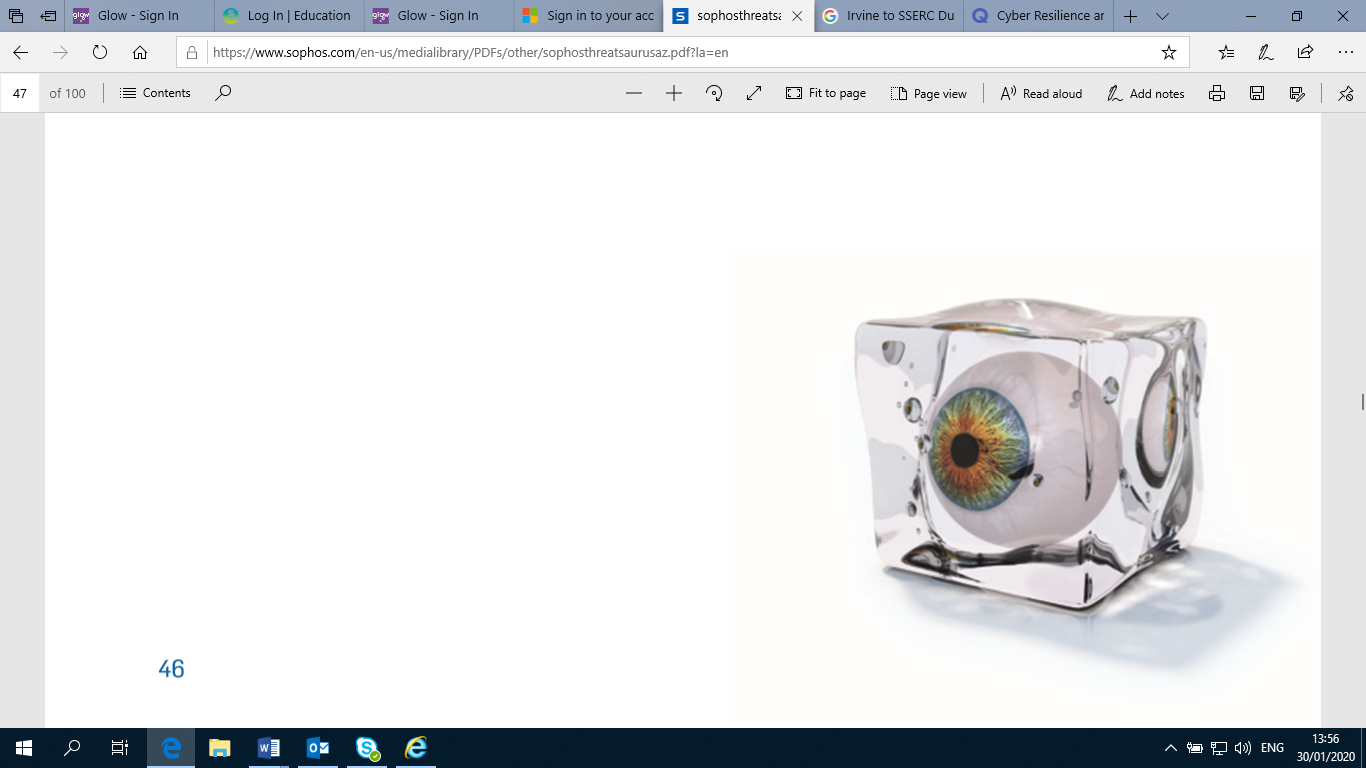 Glow - Sign In
Log In | Education
Glow - Sign In
Sign in to your acc
sophosthreatsa
Irvine to SSERC Du
Cyber Resilience ar
https://www.sophos.com/en-us/medialibrary/PDFs/other/sophosthreatsaurusaz.pdf?la=en
47 of 100 Contents Fit to page Page view Read aloud Add notes
46
ENG
13:56
30/01/2020